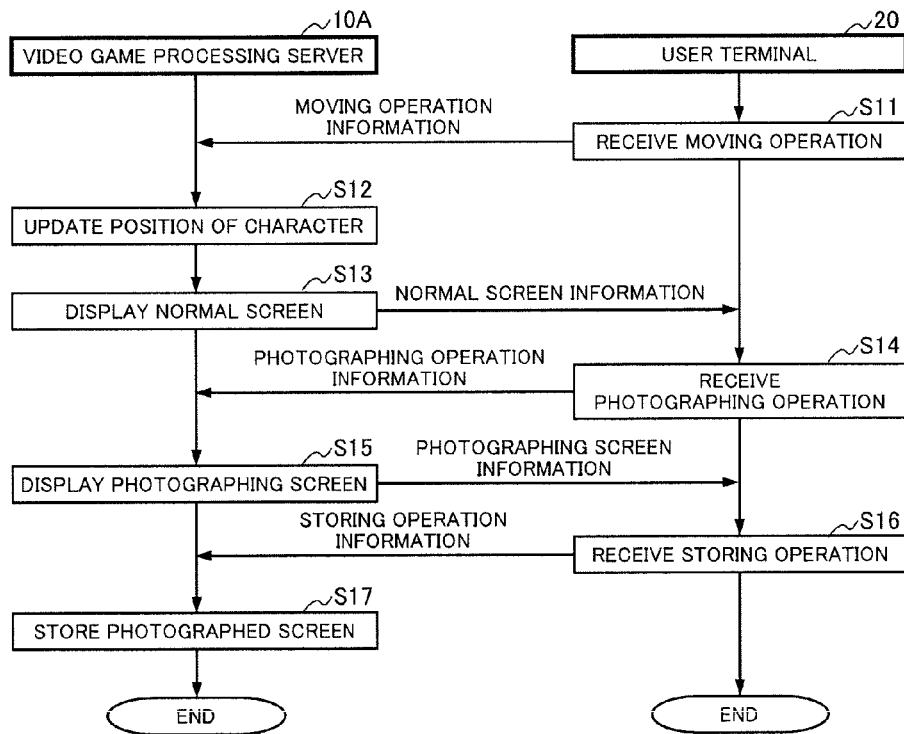 10A
20
VIDEO GAME PROCESSING SERVER
USER TERMINAL
MOVING OPERATION
INFORMATION
S11
RECEIVE MOVING OPERATION
S12
UPDATE POSITION OF CHARACTER
S13
DISPLAY NORMAL SCREEN
NORMAL SCREEN INFORMATION
PHOTOGRAPHING OPERATION
INFORMATION
S14
RECEIVE
PHOTOGRAPHING OPERATION
S15
DISPLAY PHOTOGRAPHING SCREEN
PHOTOGRAPHING SCREEN
INFORMATION
STORING OPERATION
INFORMATION
S16
RECEIVE STORING OPERATION
S17
STORE PHOTOGRAPHED SCREEN
END
END